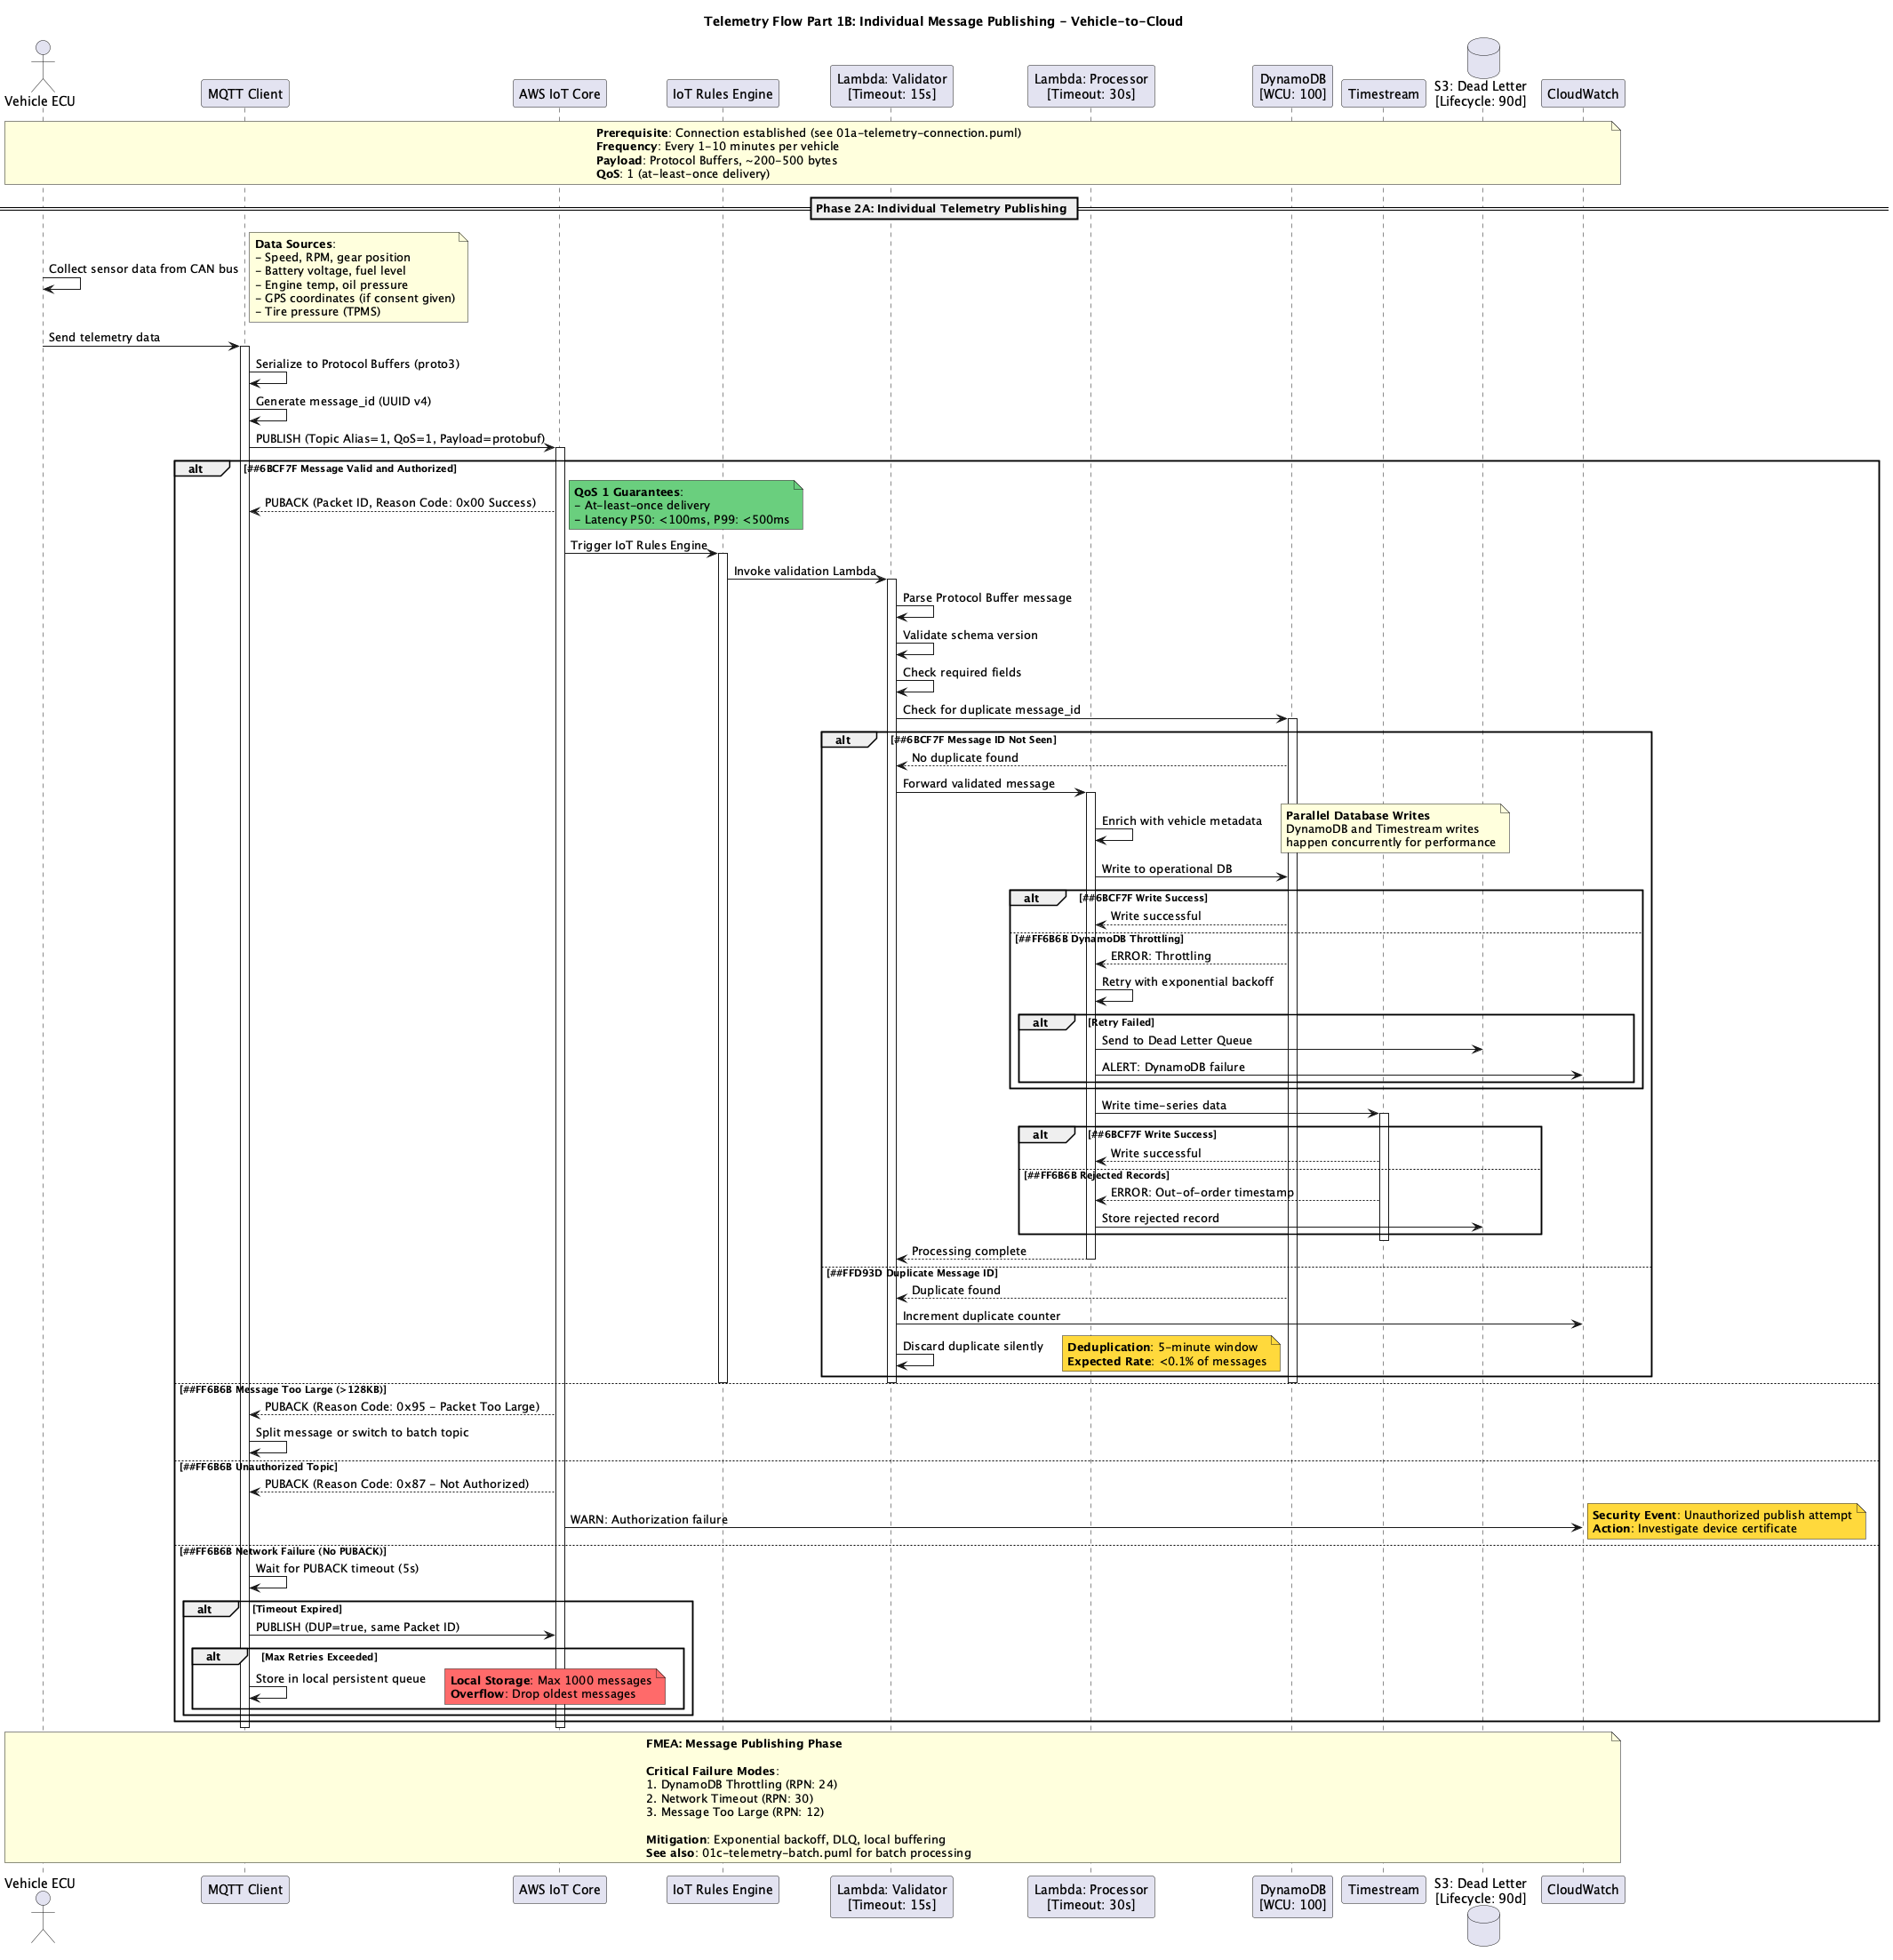 Telemetry Flow Part 1B: Individual Message Publishing - Vehicle-to-Cloud
Vehicle ECU
MQTT Client
AWS IoT Core
IoT Rules Engine
Lambda: Validator
[Timeout: 15s]
Lambda: Processor
[Timeout: 30s]
DynamoDB
[WCU: 100]
Timestream
S3: Dead Letter
[Lifecycle: 90d]
CloudWatch
Prerequisite: Connection established (see 01a-telemetry-connection.puml)
Frequency: Every 1-10 minutes per vehicle
Payload: Protocol Buffers, ~200-500 bytes
QoS: 1 (at-least-once delivery)
Phase 2A: Individual Telemetry Publishing
Collect sensor data from CAN bus
Data Sources:
- Speed, RPM, gear position
- Battery voltage, fuel level
- Engine temp, oil pressure
- GPS coordinates (if consent given)
- Tire pressure (TPMS)
Send telemetry data
Serialize to Protocol Buffers (proto3)
Generate message_id (UUID v4)
PUBLISH (Topic Alias=1, QoS=1, Payload=protobuf)
alt [##6BCF7F Message Valid and Authorized]
PUBACK (Packet ID, Reason Code: 0x00 Success)
QoS 1 Guarantees:
- At-least-once delivery
- Latency P50: <100ms, P99: <500ms
Trigger IoT Rules Engine
Invoke validation Lambda
Parse Protocol Buffer message
Validate schema version
Check required fields
Check for duplicate message_id
alt [##6BCF7F Message ID Not Seen]
No duplicate found
Forward validated message
Enrich with vehicle metadata
Parallel Database Writes
DynamoDB and Timestream writes
happen concurrently for performance
Write to operational DB
alt [##6BCF7F Write Success]
Write successful
[##FF6B6B DynamoDB Throttling]
ERROR: Throttling
Retry with exponential backoff
alt [Retry Failed]
Send to Dead Letter Queue
ALERT: DynamoDB failure
Write time-series data
alt [##6BCF7F Write Success]
Write successful
[##FF6B6B Rejected Records]
ERROR: Out-of-order timestamp
Store rejected record
Processing complete
[##FFD93D Duplicate Message ID]
Duplicate found
Increment duplicate counter
Discard duplicate silently
Deduplication: 5-minute window
Expected Rate: <0.1% of messages
[##FF6B6B Message Too Large (>128KB)]
PUBACK (Reason Code: 0x95 - Packet Too Large)
Split message or switch to batch topic
[##FF6B6B Unauthorized Topic]
PUBACK (Reason Code: 0x87 - Not Authorized)
WARN: Authorization failure
Security Event: Unauthorized publish attempt
Action: Investigate device certificate
[##FF6B6B Network Failure (No PUBACK)]
Wait for PUBACK timeout (5s)
alt [Timeout Expired]
PUBLISH (DUP=true, same Packet ID)
alt [Max Retries Exceeded]
Store in local persistent queue
Local Storage: Max 1000 messages
Overflow: Drop oldest messages
FMEA: Message Publishing Phase
Critical Failure Modes:
1. DynamoDB Throttling (RPN: 24)
2. Network Timeout (RPN: 30)
3. Message Too Large (RPN: 12)
Mitigation: Exponential backoff, DLQ, local buffering
See also: 01c-telemetry-batch.puml for batch processing
Vehicle ECU
MQTT Client
AWS IoT Core
IoT Rules Engine
Lambda: Validator
[Timeout: 15s]
Lambda: Processor
[Timeout: 30s]
DynamoDB
[WCU: 100]
Timestream
S3: Dead Letter
[Lifecycle: 90d]
CloudWatch